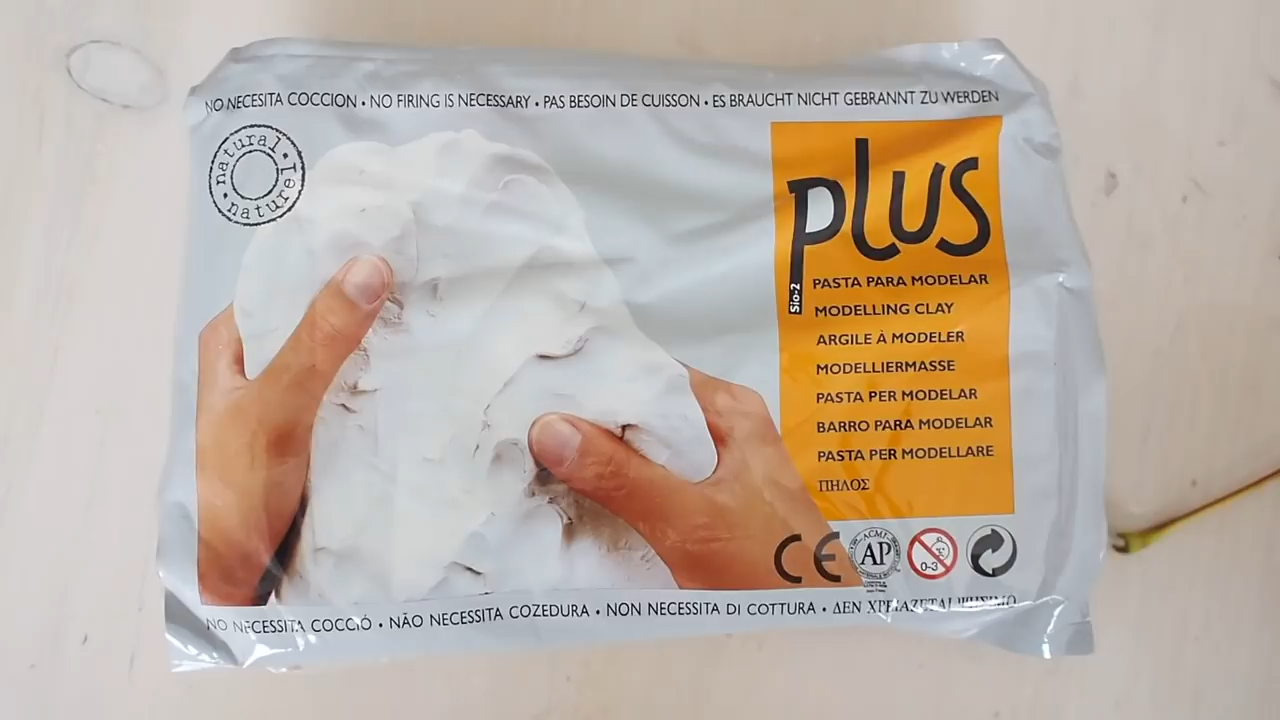 NO NECESITA COCCION • NO FIRING IS NECESSARY • PAS BESOIN DE CUISSON • ES BRAUCHT NICHT GEBRANNT ZU WERDEN
natural • naturel •
plus
Sio-2
PASTA PARA MODELAR
MODELLING CLAY
ARGILE À MODELER
MODELLIERMASSE
PASTA PER MODELAR
BARRO PARA MODELAR
PASTA PER MODELLARE
ΠΗΛΟΣ
CE
ACMI
AP
0-3
NO NECESSITA COCCIÓ • NÃO NECESSITA COZEDURA • NON NECESSITA DI COTTURA • ΔΕΝ ΧΡΕΙΑΖΕΤΑΙ ΨΗΣΙΜΟ